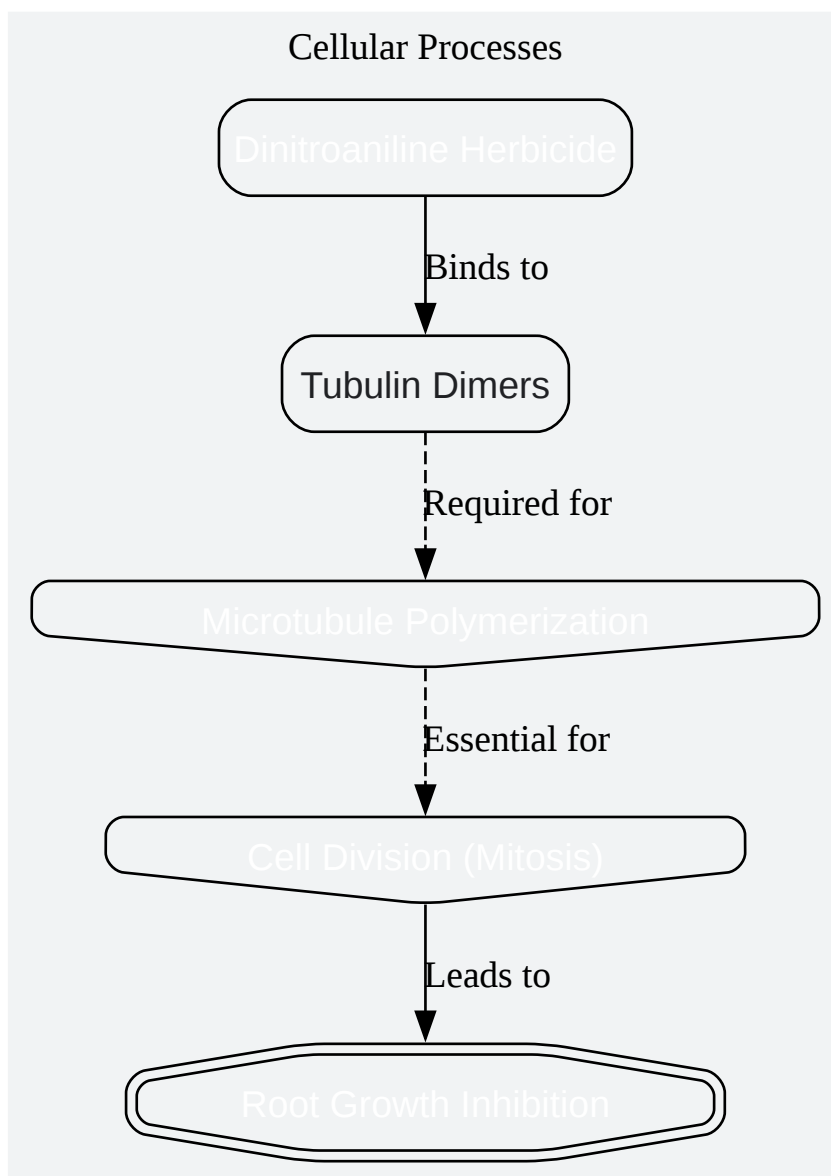 Cellular Processes
Dinitroaniline Herbicide
Binds to
Tubulin Dimers
Required for
Microtubule Polymerization
Essential for
Cell Division (Mitosis)
Leads to
Root Growth Inhibition